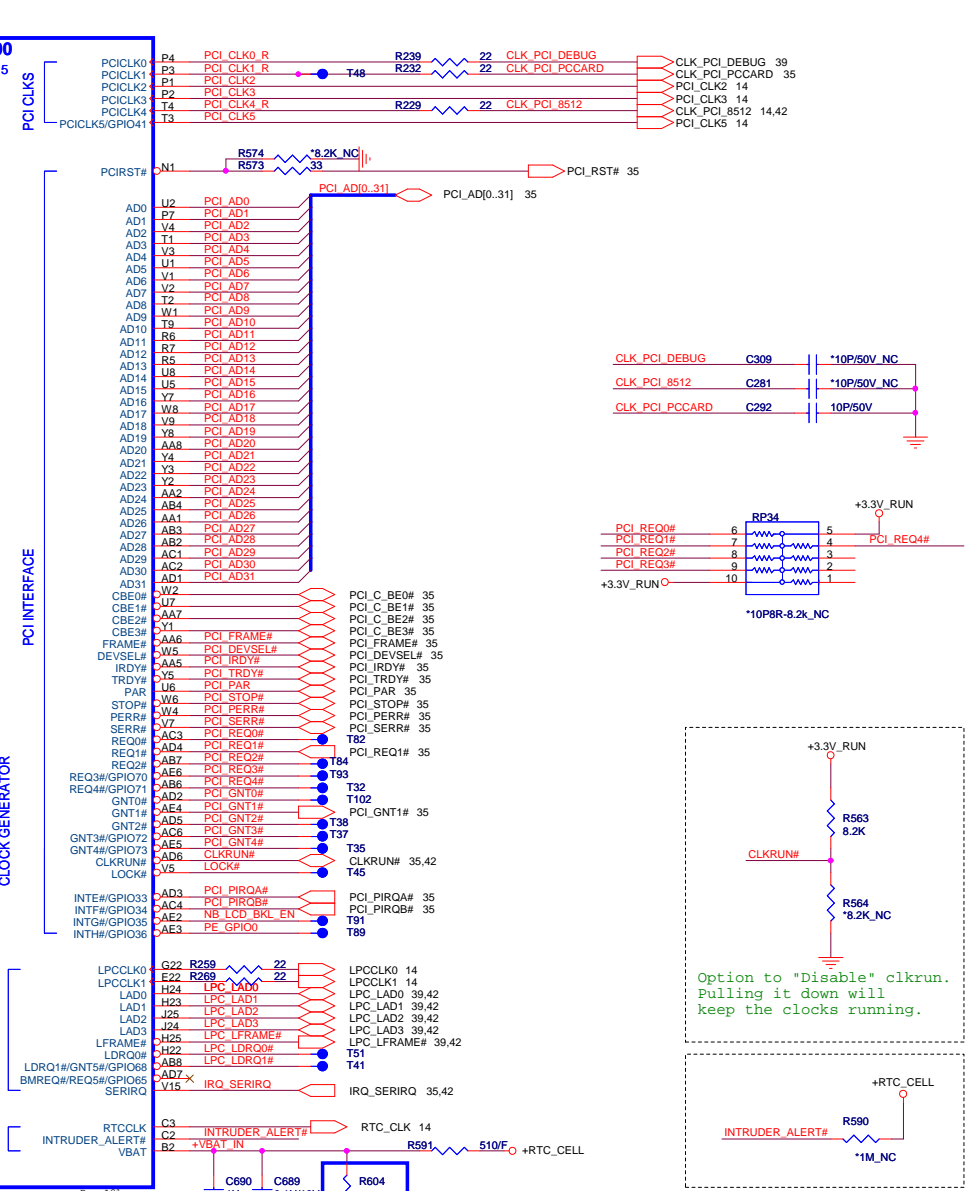 00
5
PCI CLKS
PCICLK0 P4 PCI_CLK0_R R239 22 CLK_PCI_DEBUG CLK_PCI_DEBUG 39
PCICLK1 P3 PCI_CLK1_R T48 R232 22 CLK_PCI_PCCARD CLK_PCI_PCCARD 35
PCICLK2 P1 PCI_CLK2 PCI_CLK2 14
PCICLK3 P2 PCI_CLK3 PCI_CLK3 14
PCICLK4 T4 PCI_CLK4_R R229 22 CLK_PCI_8512 CLK_PCI_8512 14,42
PCICLK5/GPIO41 T3 PCI_CLK5 PCI_CLK5 14
R574 *8.2K_NC
PCIRST# N1 R573 33 PCI_RST# 35
PCI_AD[0..31] PCI_AD[0..31] 35
PCI INTERFACE
AD0 U2 PCI_AD0
AD1 P7 PCI_AD1
AD2 V4 PCI_AD2
AD3 T1 PCI_AD3
AD4 V3 PCI_AD4
AD5 U1 PCI_AD5
AD6 V1 PCI_AD6
AD7 V2 PCI_AD7
AD8 T2 PCI_AD8
AD9 W1 PCI_AD9
AD10 T9 PCI_AD10
AD11 R6 PCI_AD11
AD12 R7 PCI_AD12
AD13 R5 PCI_AD13
AD14 U8 PCI_AD14
AD15 U5 PCI_AD15
AD16 Y7 PCI_AD16
AD17 W8 PCI_AD17
AD18 V9 PCI_AD18
AD19 Y8 PCI_AD19
AD20 AA8 PCI_AD20
AD21 Y4 PCI_AD21
AD22 Y3 PCI_AD22
AD23 Y2 PCI_AD23
AD24 AA2 PCI_AD24
AD25 AB4 PCI_AD25
AD26 AA1 PCI_AD26
AD27 AB3 PCI_AD27
AD28 AB2 PCI_AD28
AD29 AC1 PCI_AD29
AD30 AC2 PCI_AD30
AD31 AD1 PCI_AD31
CBE0# W2 PCI_C_BE0# 35
CBE1# U7 PCI_C_BE1# 35
CBE2# AA7 PCI_C_BE2# 35
CBE3# Y1 PCI_C_BE3# 35
FRAME# AA6 PCI_FRAME# PCI_FRAME# 35
DEVSEL# W5 PCI_DEVSEL# PCI_DEVSEL# 35
IRDY# AA5 PCI_IRDY# PCI_IRDY# 35
TRDY# Y5 PCI_TRDY# PCI_TRDY# 35
PAR U6 PCI_PAR PCI_PAR 35
STOP# W6 PCI_STOP# PCI_STOP# 35
PERR# W4 PCI_PERR# PCI_PERR# 35
SERR# V7 PCI_SERR# PCI_SERR# 35
REQ0# AC3 PCI_REQ0# T82
REQ1# AD4 PCI_REQ1# PCI_REQ1# 35
REQ2# AB7 PCI_REQ2# T84
REQ3#/GPIO70 AE6 PCI_REQ3# T93
REQ4#/GPIO71 AB6 PCI_REQ4# T32
GNT0# AD2 PCI_GNT0# T102
GNT1# AE4 PCI_GNT1# PCI_GNT1# 35
GNT2# AD5 PCI_GNT2# T38
GNT3#/GPIO72 AC6 PCI_GNT3# T37
GNT4#/GPIO73 AE5 PCI_GNT4# T35
CLKRUN# AD6 CLKRUN# CLKRUN# 35,42
LOCK# V5 LOCK# T45
INTE#/GPIO33 AD3 PCI_PIRQA# PCI_PIRQA# 35
INTF#/GPIO34 AC4 PCI_PIRQB# PCI_PIRQB# 35
INTG#/GPIO35 AE2 NB_LCD_BKL_EN T91
INTH#/GPIO36 AE3 PE_GPIO0 T89
CLOCK GENERATOR
LPCCLK0 G22 R259 22 LPCCLK0 14
LPCCLK1 E22 R269 22 LPCCLK1 14
LAD0 H24 LPC_LAD0 LPC_LAD0 39,42
LAD1 H23 LPC_LAD1 LPC_LAD1 39,42
LAD2 J25 LPC_LAD2 LPC_LAD2 39,42
LAD3 J24 LPC_LAD3 LPC_LAD3 39,42
LFRAME# H25 LPC_LFRAME# LPC_LFRAME# 39,42
LDRQ0# H22 LPC_LDRQ0# T51
LDRQ1#/GNT5#/GPIO68 AB8 LPC_LDRQ1# T41
BMREQ#/REQ5#/GPIO65 AD7
SERIRQ V15 IRQ_SERIRQ IRQ_SERIRQ 35,42
RTCCLK C3 RTC_CLK 14
INTRUDER_ALERT# C2 INTRUDER_ALERT#
VBAT B2 +VBAT_IN R591 510/F +RTC_CELL
C690 C689 R604
CLK_PCI_DEBUG C309 *10P/50V_NC
CLK_PCI_8512 C281 *10P/50V_NC
CLK_PCI_PCCARD C292 10P/50V
+3.3V_RUN
RP34
PCI_REQ0# 6 5
PCI_REQ1# 7 4 PCI_REQ4#
PCI_REQ2# 8 3
PCI_REQ3# 9 2
+3.3V_RUN 10 1
*10P8R-8.2k_NC
+3.3V_RUN
R563
8.2K
CLKRUN#
R564
*8.2K_NC
Option to "Disable" clkrun.
Pulling it down will
keep the clocks running.
+RTC_CELL
R590
INTRUDER_ALERT#
*1M_NC